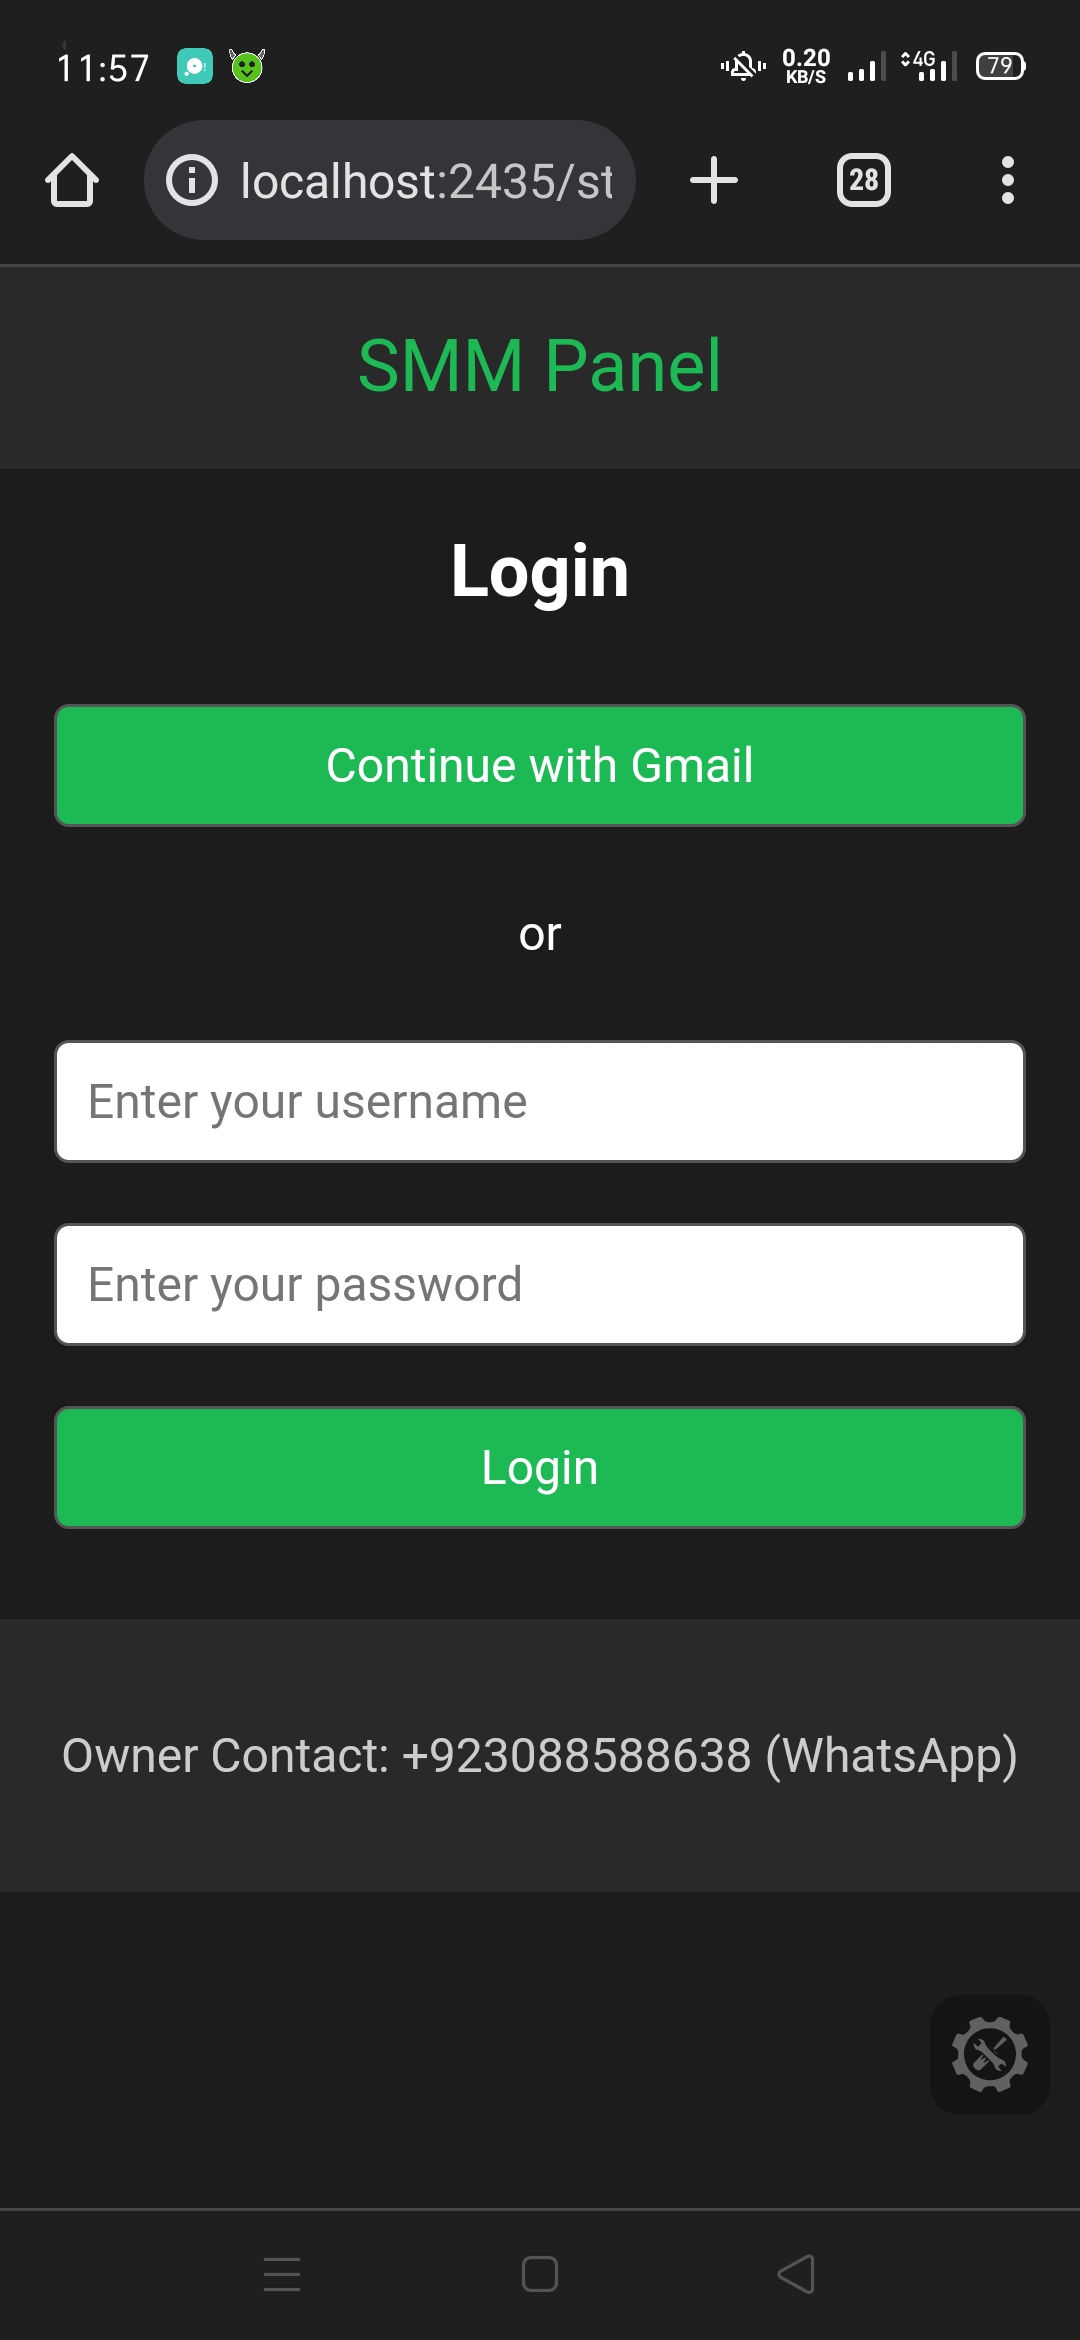 11:57
0.20
KB/S
4G
79
localhost:2435/st
28
SMM Panel
Login
Continue with Gmail
or
Enter your username
Enter your password
Login
Owner Contact: +923088588638 (WhatsApp)